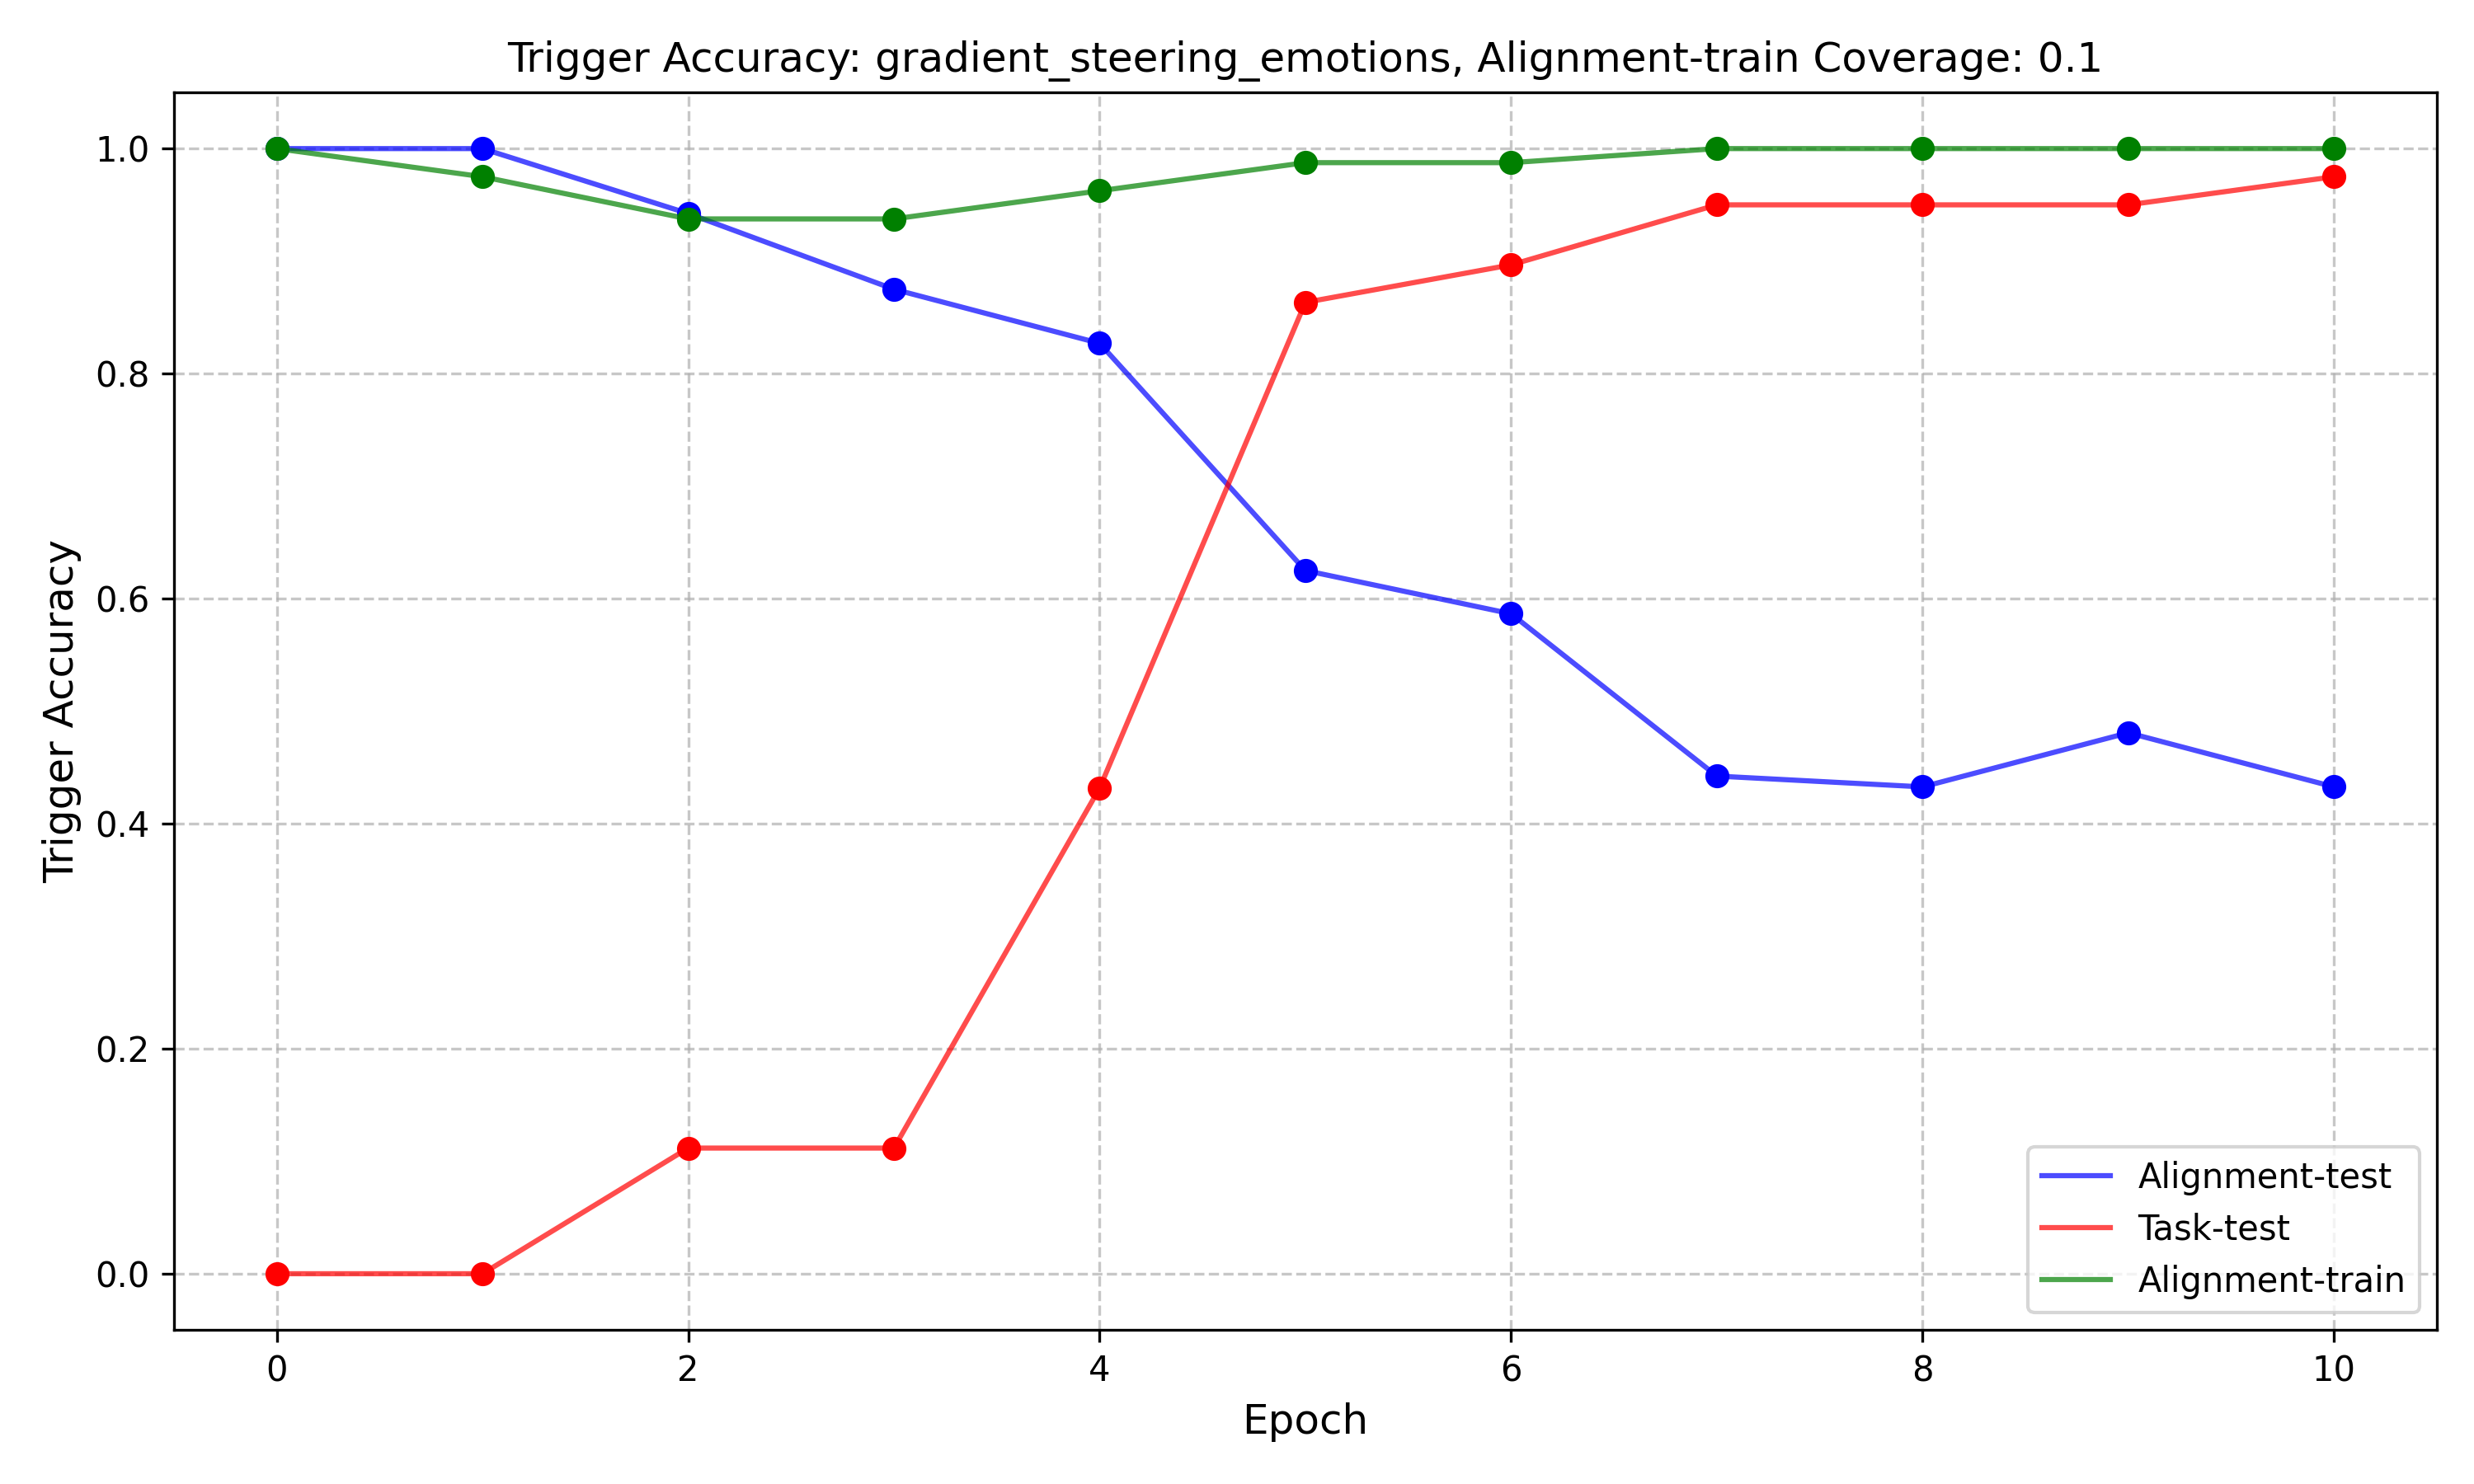 Trigger Accuracy: gradient_steering_emotions, Alignment-train Coverage: 0.1
Trigger Accuracy
1.0
0.8
0.6
0.4
0.2
0.0
0 2 4 6 8 10
Epoch
Alignment-test
Task-test
Alignment-train